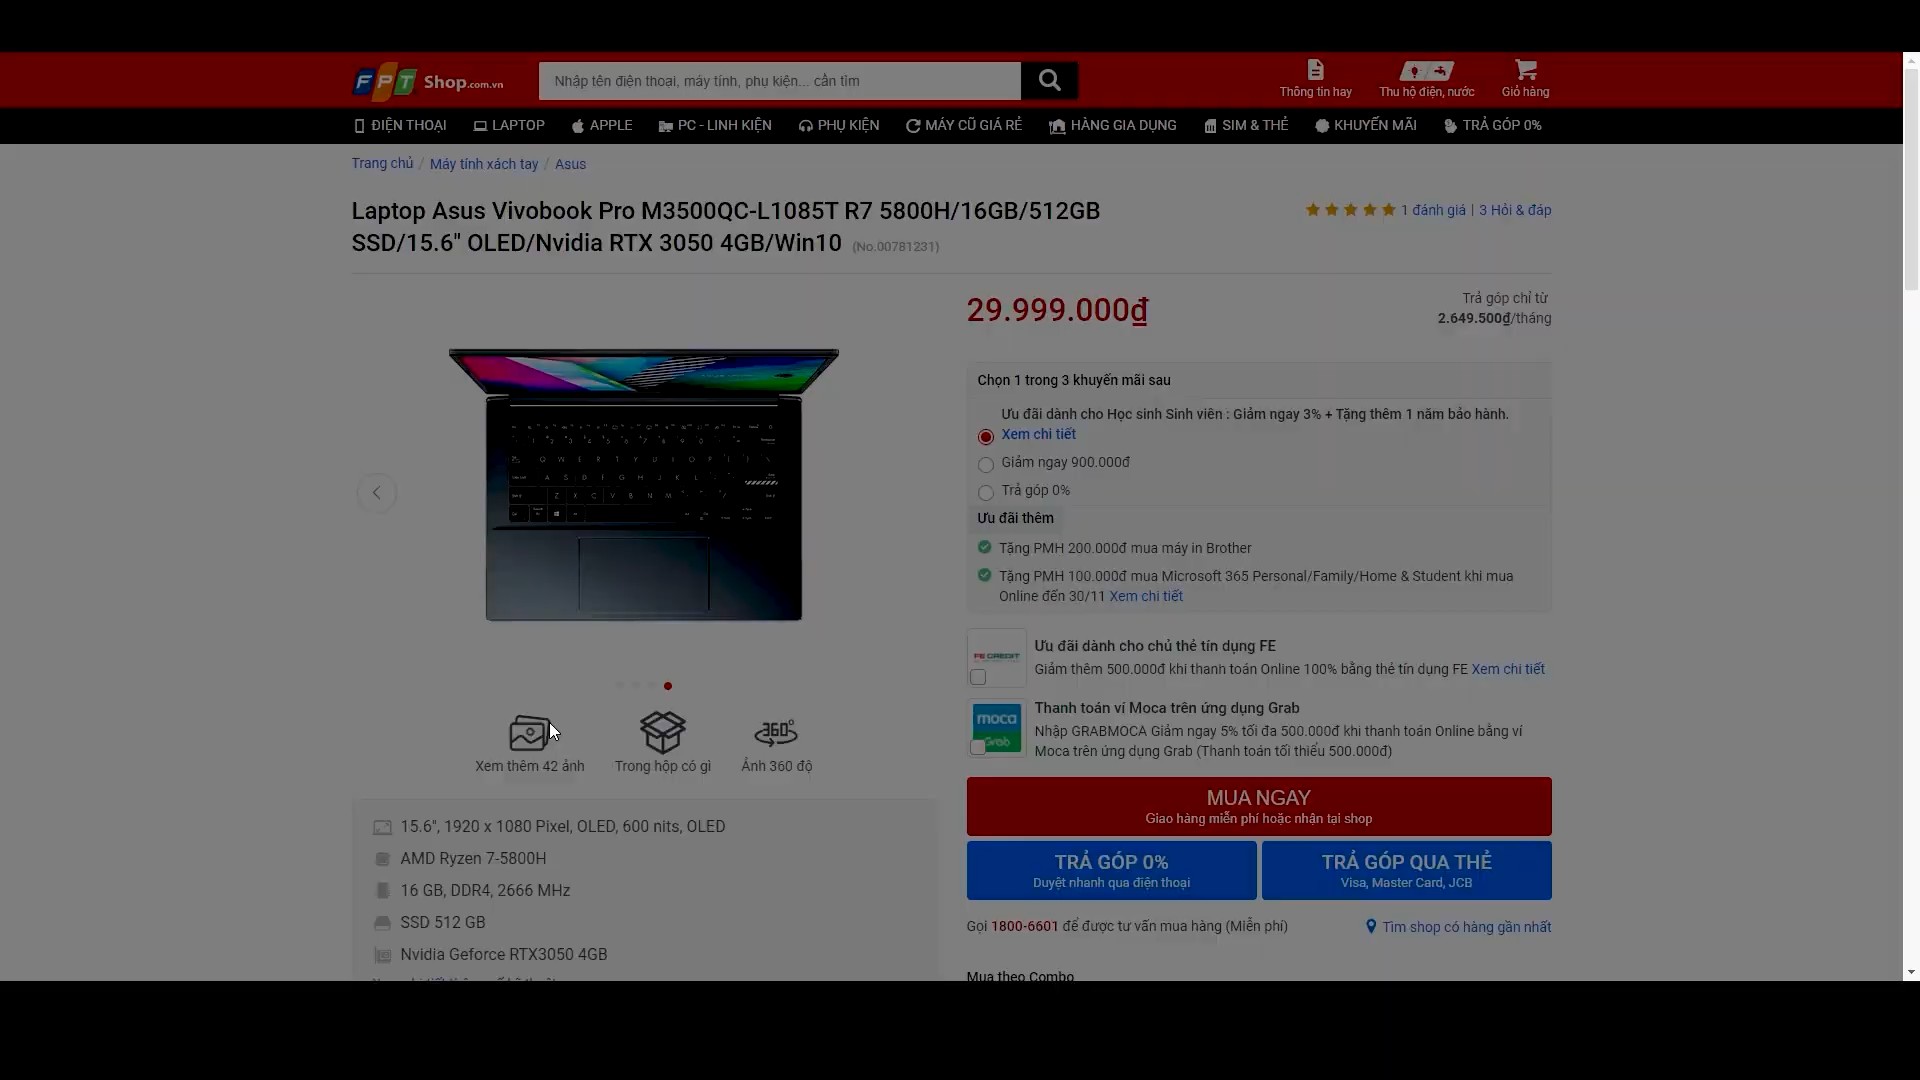 FPT Shop.com.vn
Nhập tên điện thoại, máy tính, phụ kiện... cần tìm
Thông tin hay
Thu hộ điện, nước
Giỏ hàng
ĐIỆN THOẠI
LAPTOP
APPLE
PC - LINH KIỆN
PHỤ KIỆN
MÁY CŨ GIÁ RẺ
HÀNG GIA DỤNG
SIM & THẺ
KHUYẾN MÃI
TRẢ GÓP 0%
Trang chủ / Máy tính xách tay / Asus
Laptop Asus Vivobook Pro M3500QC-L1085T R7 5800H/16GB/512GB
SSD/15.6" OLED/Nvidia RTX 3050 4GB/Win10 (No.00781231)
1 đánh giá | 3 Hỏi & đáp
29.999.000₫
Trả góp chỉ từ
2.649.500₫/tháng
Chọn 1 trong 3 khuyến mãi sau
Ưu đãi dành cho Học sinh Sinh viên : Giảm ngay 3% + Tặng thêm 1 năm bảo hành.
Xem chi tiết
Giảm ngay 900.000đ
Trả góp 0%
Ưu đãi thêm
Tặng PMH 200.000đ mua máy in Brother
Tặng PMH 100.000đ mua Microsoft 365 Personal/Family/Home & Student khi mua
Online đến 30/11 Xem chi tiết
FE CREDIT
Ưu đãi dành cho chủ thẻ tín dụng FE
Giảm thêm 500.000đ khi thanh toán Online 100% bằng thẻ tín dụng FE Xem chi tiết
moca
Grab
Thanh toán ví Moca trên ứng dụng Grab
Nhập GRABMOCA Giảm ngay 5% tối đa 500.000đ khi thanh toán Online bằng ví
Moca trên ứng dụng Grab (Thanh toán tối thiểu 500.000đ)
360°
Xem thêm 42 ảnh
Trong hộp có gì
Ảnh 360 độ
MUA NGAY
Giao hàng miễn phí hoặc nhận tại shop
TRẢ GÓP 0%
Duyệt nhanh qua điện thoại
TRẢ GÓP QUA THẺ
Visa, Master Card, JCB
Gọi 1800-6601 để được tư vấn mua hàng (Miễn phí)
Tìm shop có hàng gần nhất
Mua theo Combo
15.6", 1920 x 1080 Pixel, OLED, 600 nits, OLED
AMD Ryzen 7-5800H
16 GB, DDR4, 2666 MHz
SSD 512 GB
Nvidia Geforce RTX3050 4GB